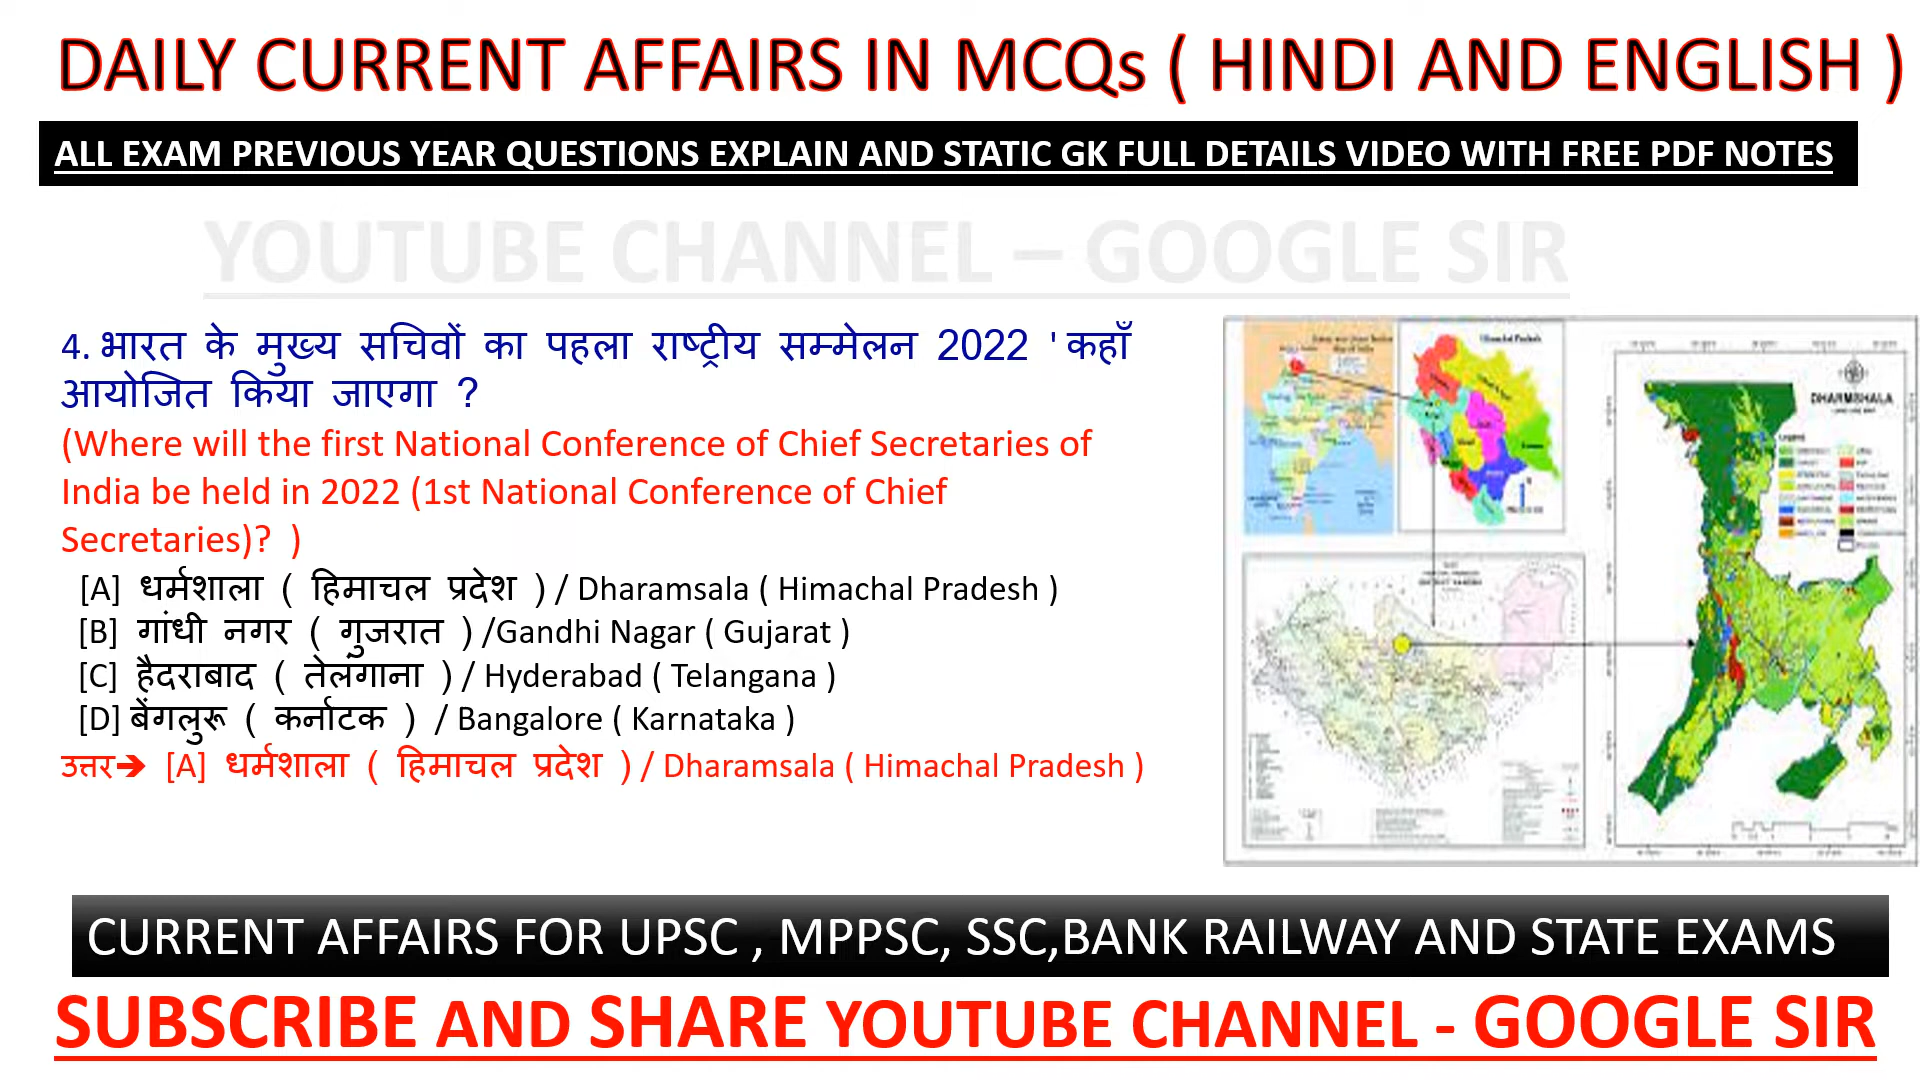 DAILY CURRENT AFFAIRS IN MCQs ( HINDI AND ENGLISH )
ALL EXAM PREVIOUS YEAR QUESTIONS EXPLAIN AND STATIC GK FULL DETAILS VIDEO WITH FREE PDF NOTES
YOUTUBE CHANNEL – GOOGLE SIR
4. भारत के मुख्य सचिवों का पहला राष्ट्रीय सम्मेलन 2022 ' कहाँ
आयोजित किया जाएगा ?
(Where will the first National Conference of Chief Secretaries of
India be held in 2022 (1st National Conference of Chief
Secretaries)? )
[A] धर्मशाला ( हिमाचल प्रदेश ) / Dharamsala ( Himachal Pradesh )
[B] गांधी नगर ( गुजरात ) /Gandhi Nagar ( Gujarat )
[C] हैदराबाद ( तेलंगाना ) / Hyderabad ( Telangana )
[D] बेंगलुरू ( कर्नाटक ) / Bangalore ( Karnataka )
उत्तर➔ [A] धर्मशाला ( हिमाचल प्रदेश ) / Dharamsala ( Himachal Pradesh )
Himachal Pradesh
DHARMSHALA
CURRENT AFFAIRS FOR UPSC , MPPSC, SSC,BANK RAILWAY AND STATE EXAMS
SUBSCRIBE AND SHARE YOUTUBE CHANNEL - GOOGLE SIR